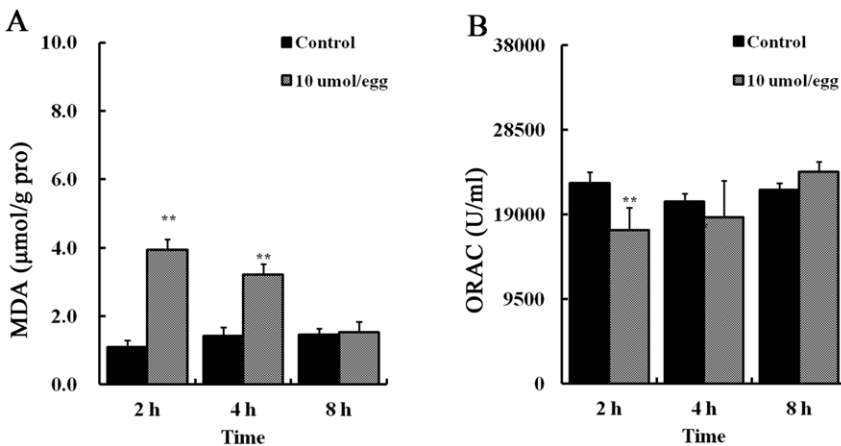 A
MDA (μmol/g pro)
10.0
8.0
6.0
4.0
2.0
0.0
Control
10 umol/egg
**
**
2 h 4 h 8 h
Time
B
ORAC (U/ml)
38000
28500
19000
9500
0
Control
10 umol/egg
**
2 h 4 h 8 h
Time